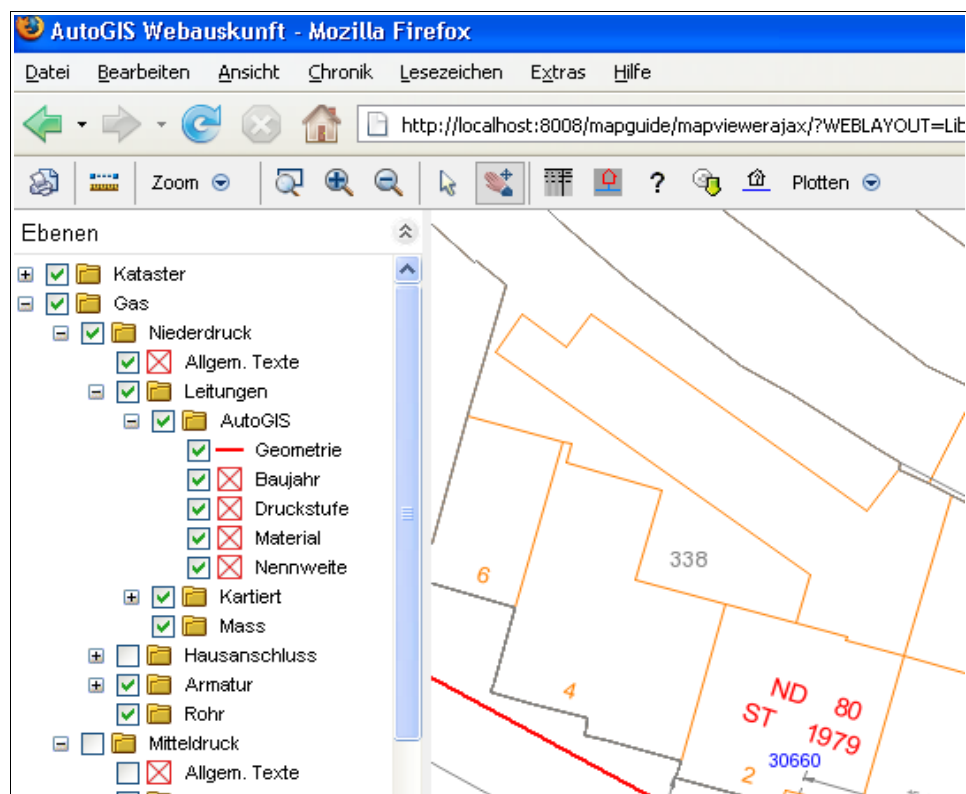 AutoGIS Webauskunft - Mozilla Firefox
Datei Bearbeiten Ansicht Chronik Lesezeichen Extras Hilfe
http://localhost:8008/mapguide/mapviewerajax/?WEBLAYOUT=Lib
Zoom ? Plotten
Ebenen
Kataster
Gas
Niederdruck
Allgem. Texte
Leitungen
AutoGIS
Geometrie
Baujahr
Druckstufe
Material
Nennweite
Kartiert
Mass
Hausanschluss
Armatur
Rohr
Mitteldruck
Allgem. Texte
338
6
4
ND 80
ST 1979
30660
2